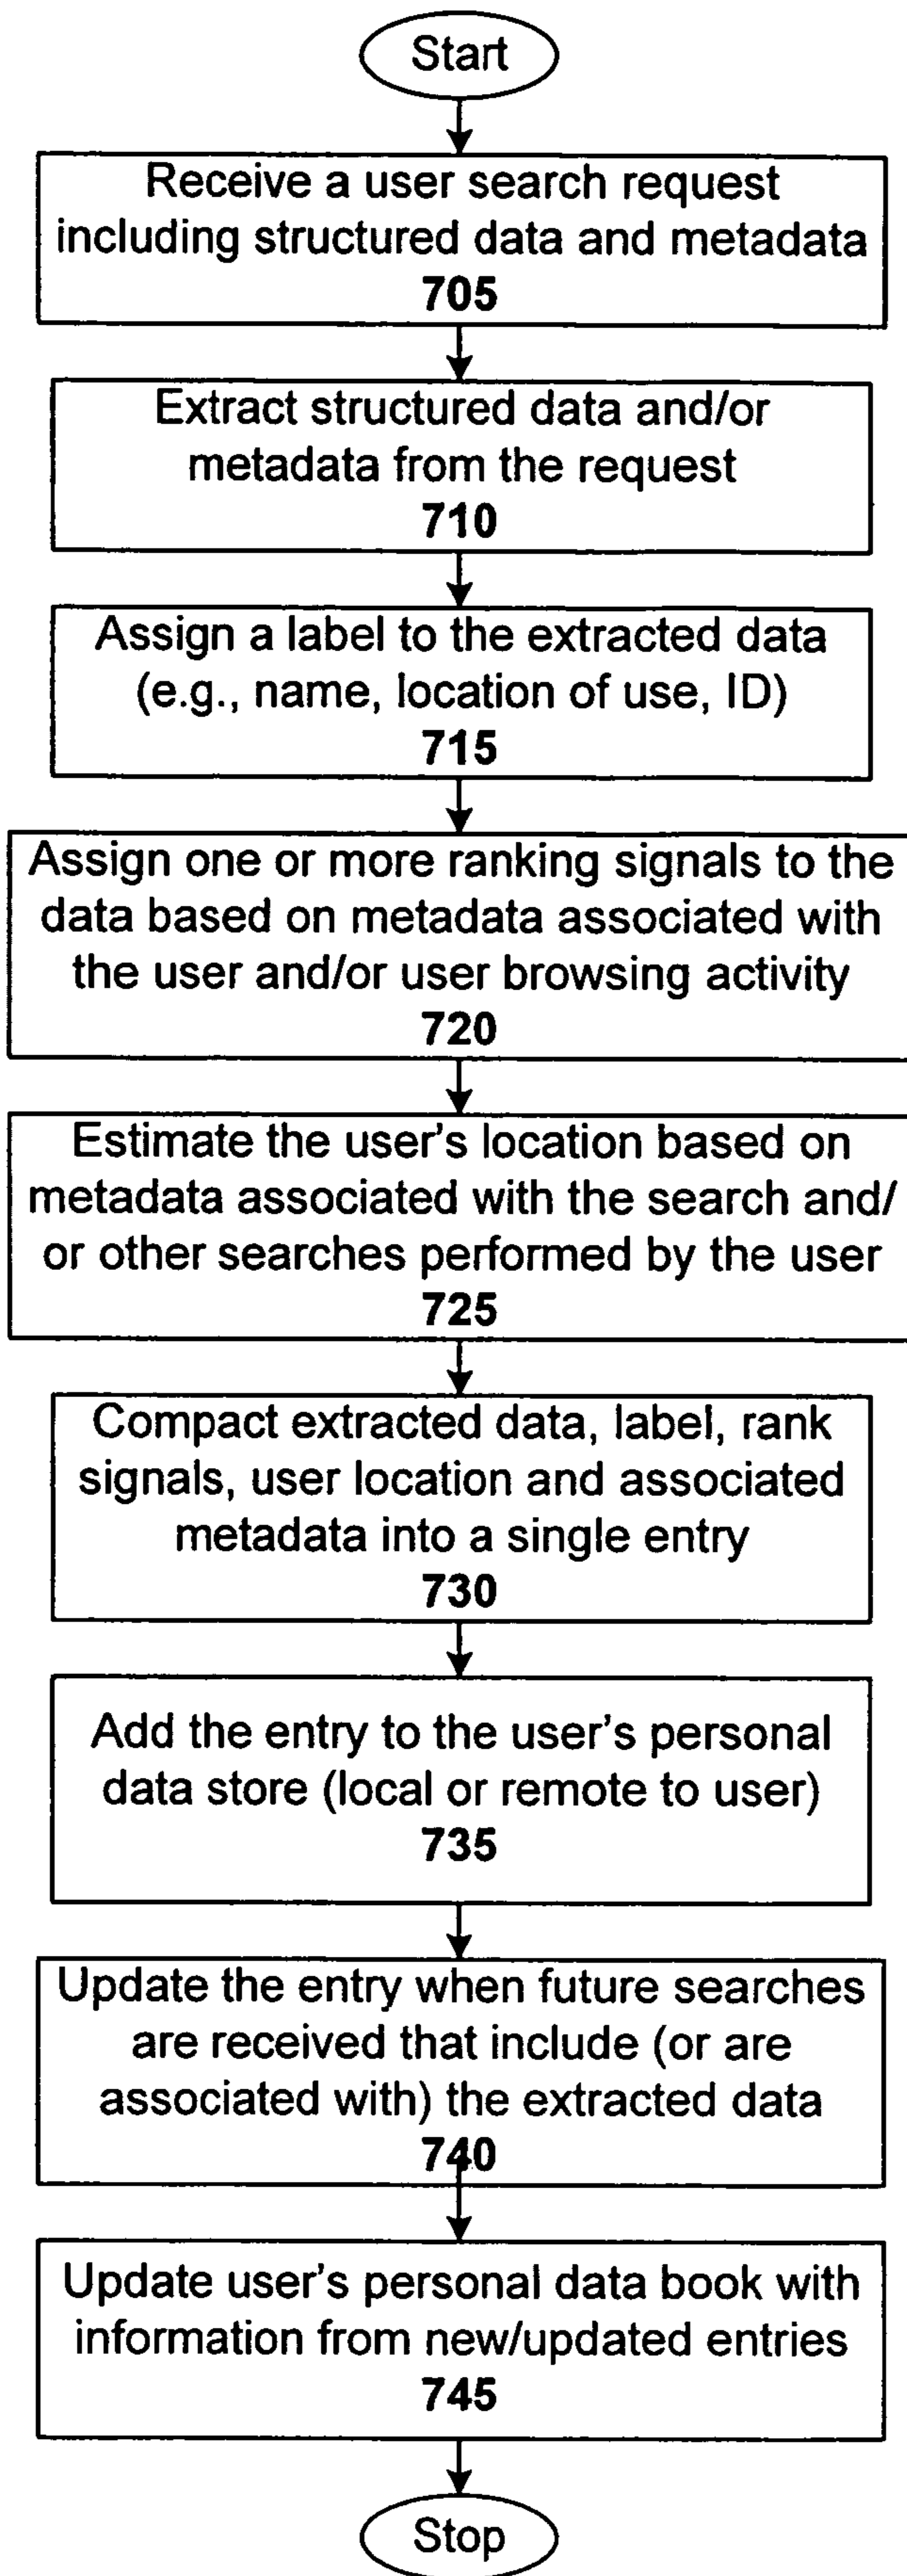 Start
Receive a user search request
including structured data and metadata
705
Extract structured data and/or
metadata from the request
710
Assign a label to the extracted data
(e.g., name, location of use, ID)
715
Assign one or more ranking signals to the
data based on metadata associated with
the user and/or user browsing activity
720
Estimate the user's location based on
metadata associated with the search and/
or other searches performed by the user
725
Compact extracted data, label, rank
signals, user location and associated
metadata into a single entry
730
Add the entry to the user's personal
data store (local or remote to user)
735
Update the entry when future searches
are received that include (or are
associated with) the extracted data
740
Update user's personal data book with
information from new/updated entries
745
Stop